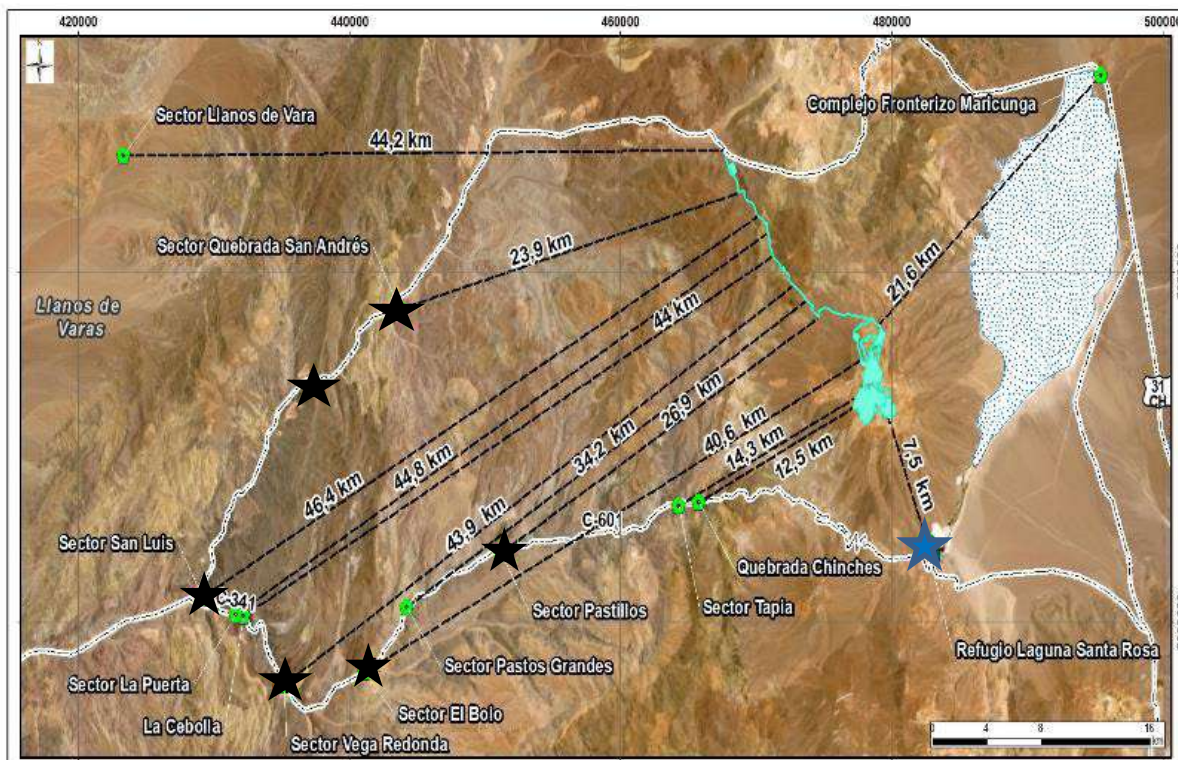 420000
440000
460000
480000
500000
Complejo Fronterizo Maricunga
Sector Llanos de Vara
44,2 km
Sector Quebrada San Andrés
23,9 km
21,6 km
Llanos de
Varas
44 km
31
CH
26,9 km
40,6 km
34,2 km
14,3 km
7,5 km
12,5 km
44,8 km
46,4 km
43,9 km
C-601
Sector San Luis
C-341
Quebrada Chinches
Sector Pastillos
Sector Tapia
Refugio Laguna Santa Rosa
Sector Pastos Grandes
Sector La Puerta
Sector El Bolo
La Cebolla
Sector Vega Redonda
0 4 8 16
km